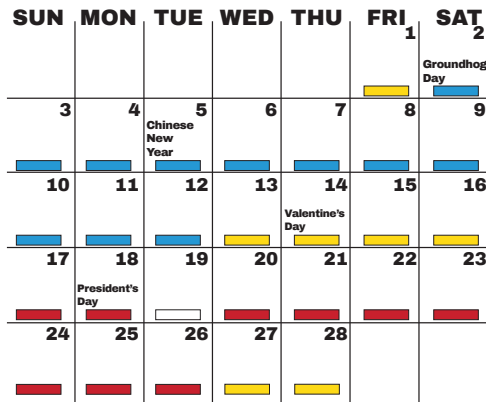 SUN MON TUE WED THU FRI SAT
1 2
Groundhog
Day
3 4 5 6 7 8 9
Chinese
New
Year
10 11 12 13 14 15 16
Valentine's
Day
17 18 19 20 21 22 23
President's
Day
24 25 26 27 28